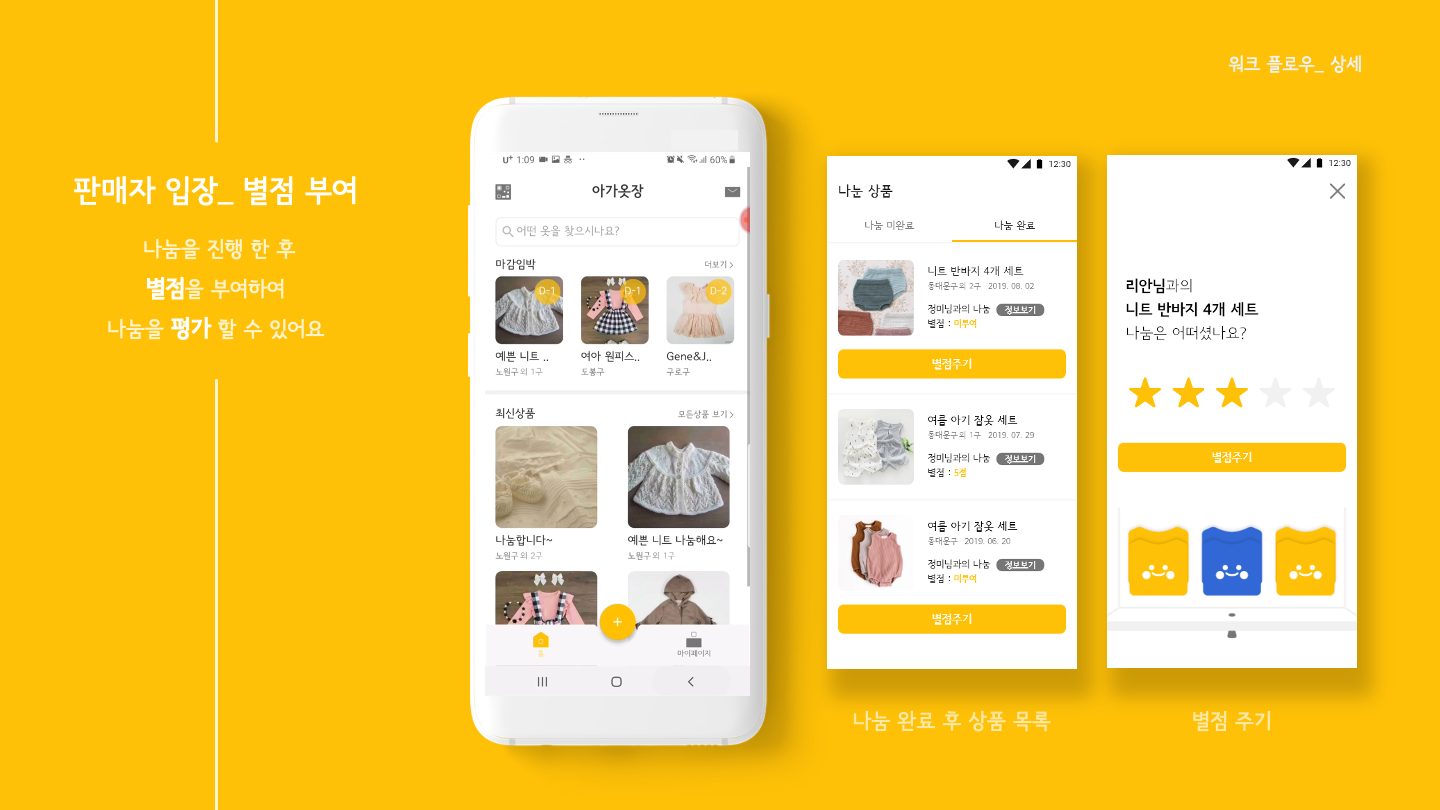 워크 플로우_ 상세
판매자 입장_ 별점 부여
나눔을 진행 한 후
별점을 부여하여
나눔을 평가 할 수 있어요
U+ 1:09
60%
아가옷장
어떤 옷을 찾으시나요?
마감임박 더보기 >
D-1 D-1 D-2
예쁜 니트 .. 여아 원피스.. Gene&J..
노원구외 1구 도봉구 구로구
최신상품 모든상품 보기 >
나눔합니다~ 예쁜 니트 나눔해요~
노원구외 2구 노원구외 1구
+
홈 마이페이지
12:30
나눈 상품
나눔 미완료 나눔 완료
니트 반바지 4개 세트
동대문구외 2구 2019. 08. 02
정미님과의 나눔 정보보기
별점 : 미부여
별점주기
여름 아기 잠옷 세트
동대문구외 1구 2019. 07. 29
정미님과의 나눔 정보보기
별점 : 5점
여름 아기 잠옷 세트
동대문구 2019. 06. 20
정미님과의 나눔 정보보기
별점 : 미부여
별점주기
나눔 완료 후 상품 목록
12:30
리안님과의
니트 반바지 4개 세트
나눔은 어떠셨나요?
별점주기
별점 주기